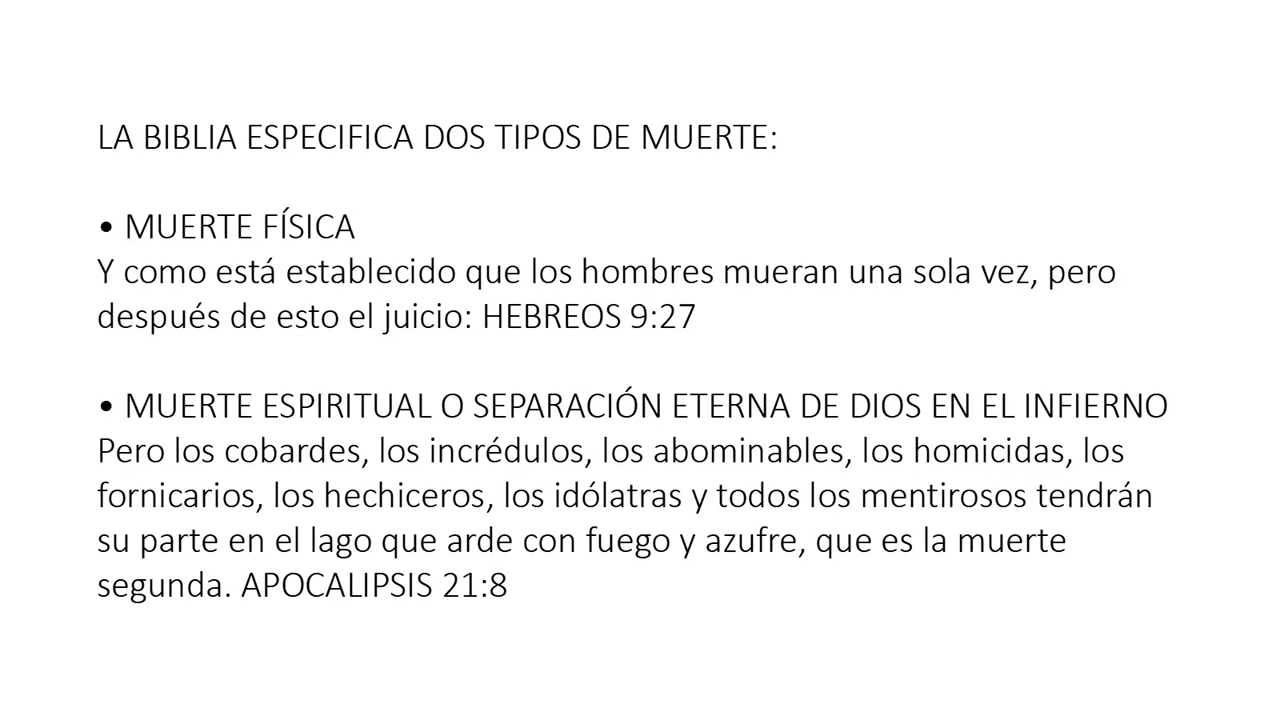 LA BIBLIA ESPECIFICA DOS TIPOS DE MUERTE:
• MUERTE FÍSICA
Y como está establecido que los hombres mueran una sola vez, pero
después de esto el juicio: HEBREOS 9:27
• MUERTE ESPIRITUAL O SEPARACIÓN ETERNA DE DIOS EN EL INFIERNO
Pero los cobardes, los incrédulos, los abominables, los homicidas, los
fornicarios, los hechiceros, los idólatras y todos los mentirosos tendrán
su parte en el lago que arde con fuego y azufre, que es la muerte
segunda. APOCALIPSIS 21:8